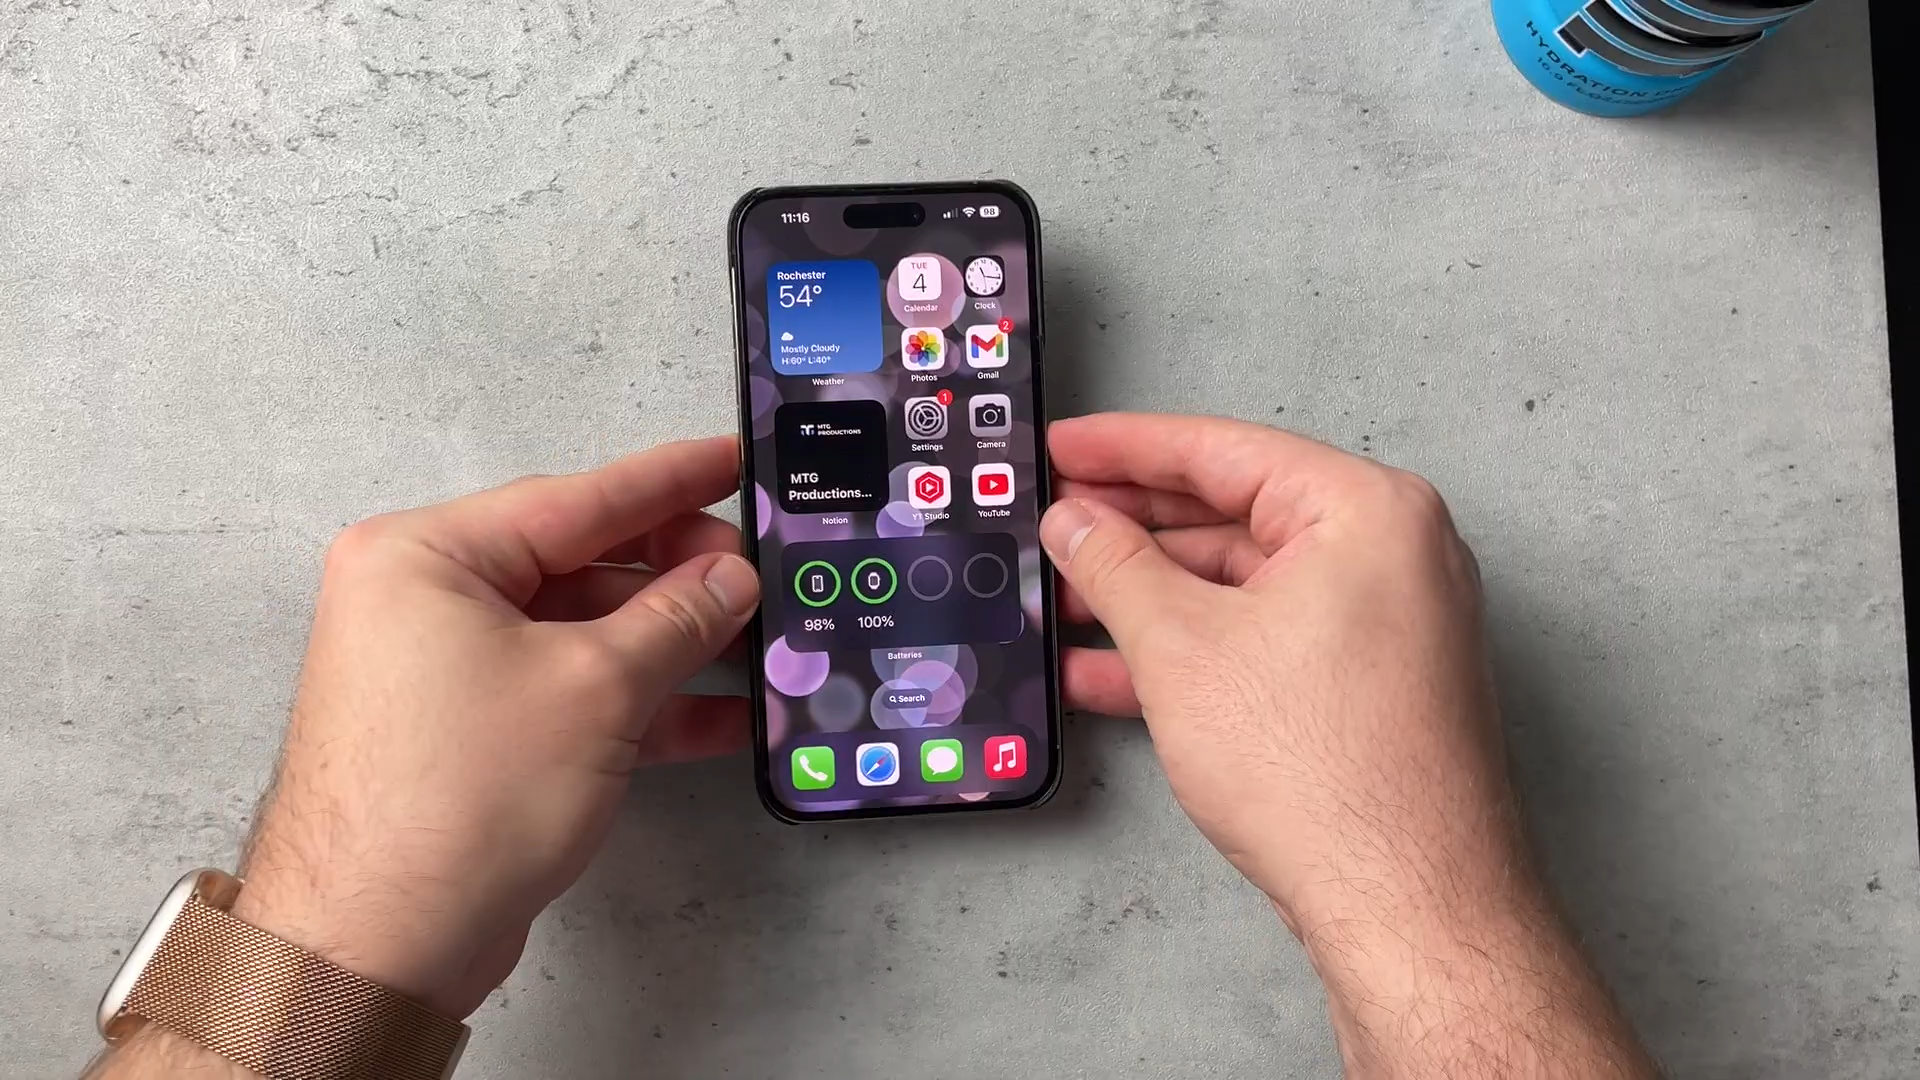 HYDRATION
11:16
98
Rochester
54°
Mostly Cloudy
H:60° L:40°
Weather
TUE
4
Calendar
Clock
Photos
2
Gmail
MTG
PRODUCTIONS
MTG
Productions...
Notion
1
Settings
Camera
YT Studio
YouTube
98%
100%
Batteries
Search